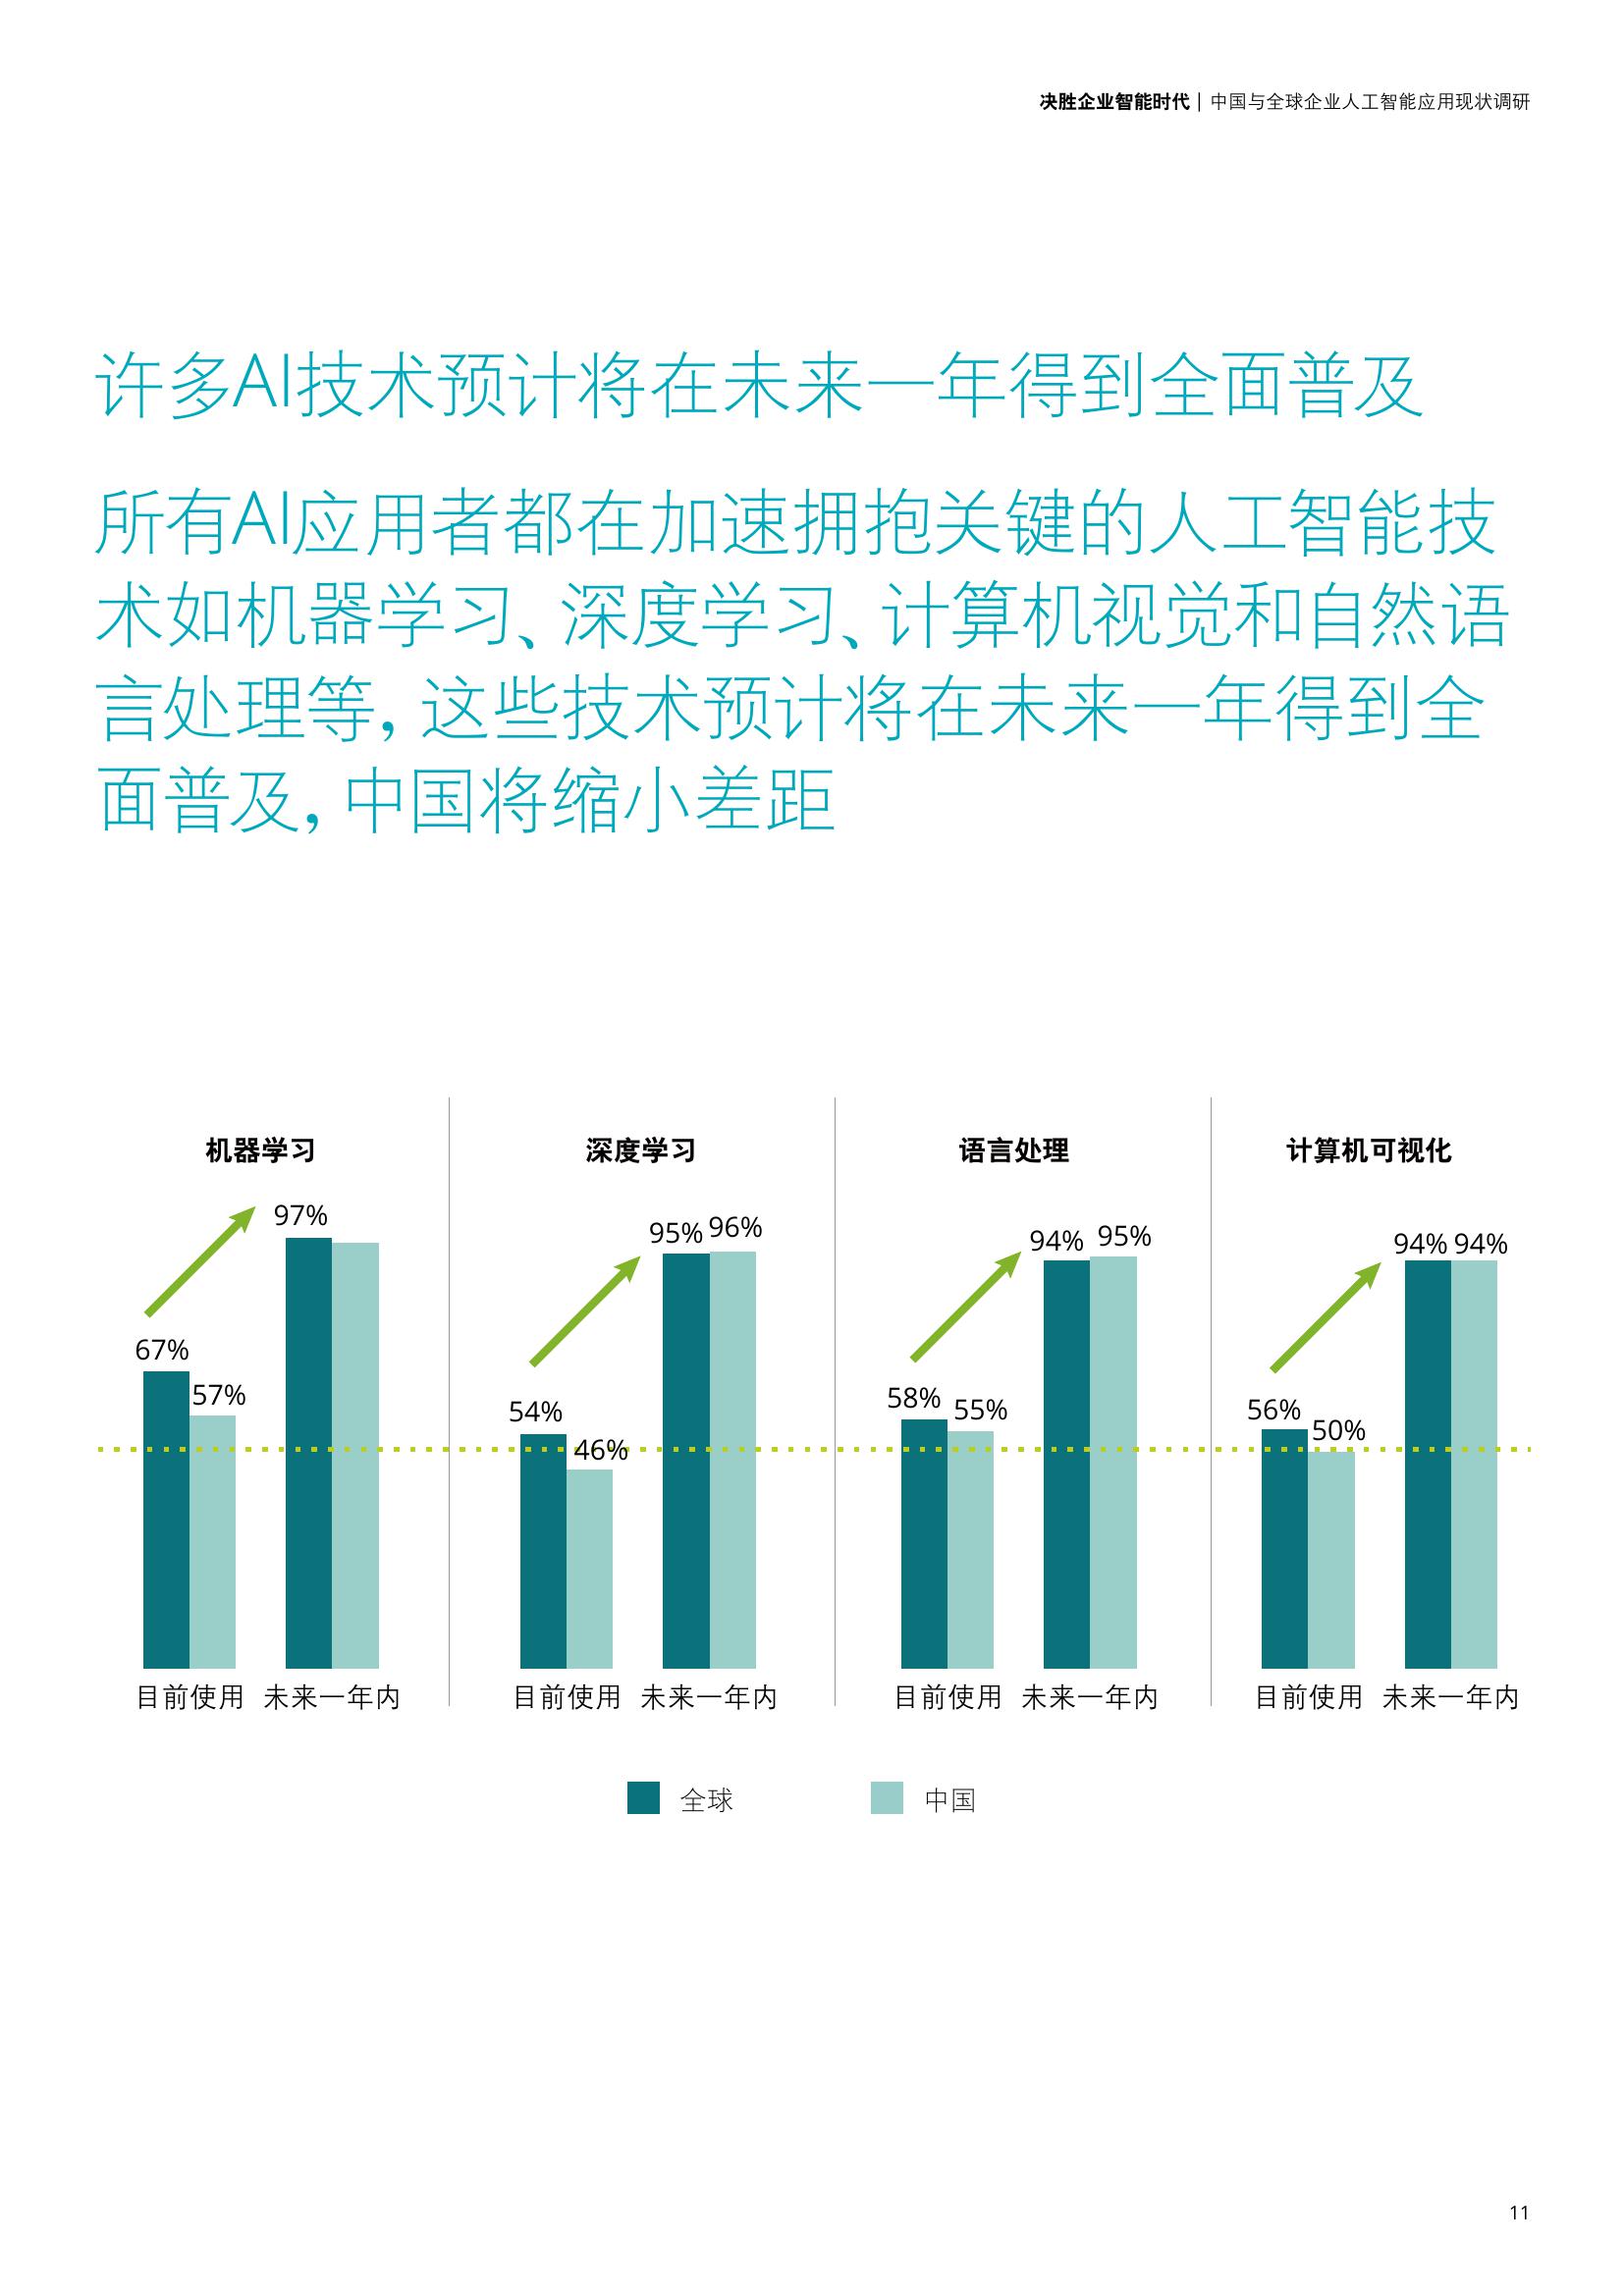 决胜企业智能时代 | 中国与全球企业人工智能应用现状调研
许多AI技术预计将在未来一年得到全面普及
所有AI应用者都在加速拥抱关键的人工智能技
术如机器学习、深度学习、计算机视觉和自然语
言处理等，这些技术预计将在未来一年得到全
面普及，中国将缩小差距
机器学习
67%
57%
97%
目前使用 未来一年内
深度学习
54%
46%
95% 96%
目前使用 未来一年内
语言处理
58%
55%
94% 95%
目前使用 未来一年内
计算机可视化
56%
50%
94% 94%
目前使用 未来一年内
全球 中国
11